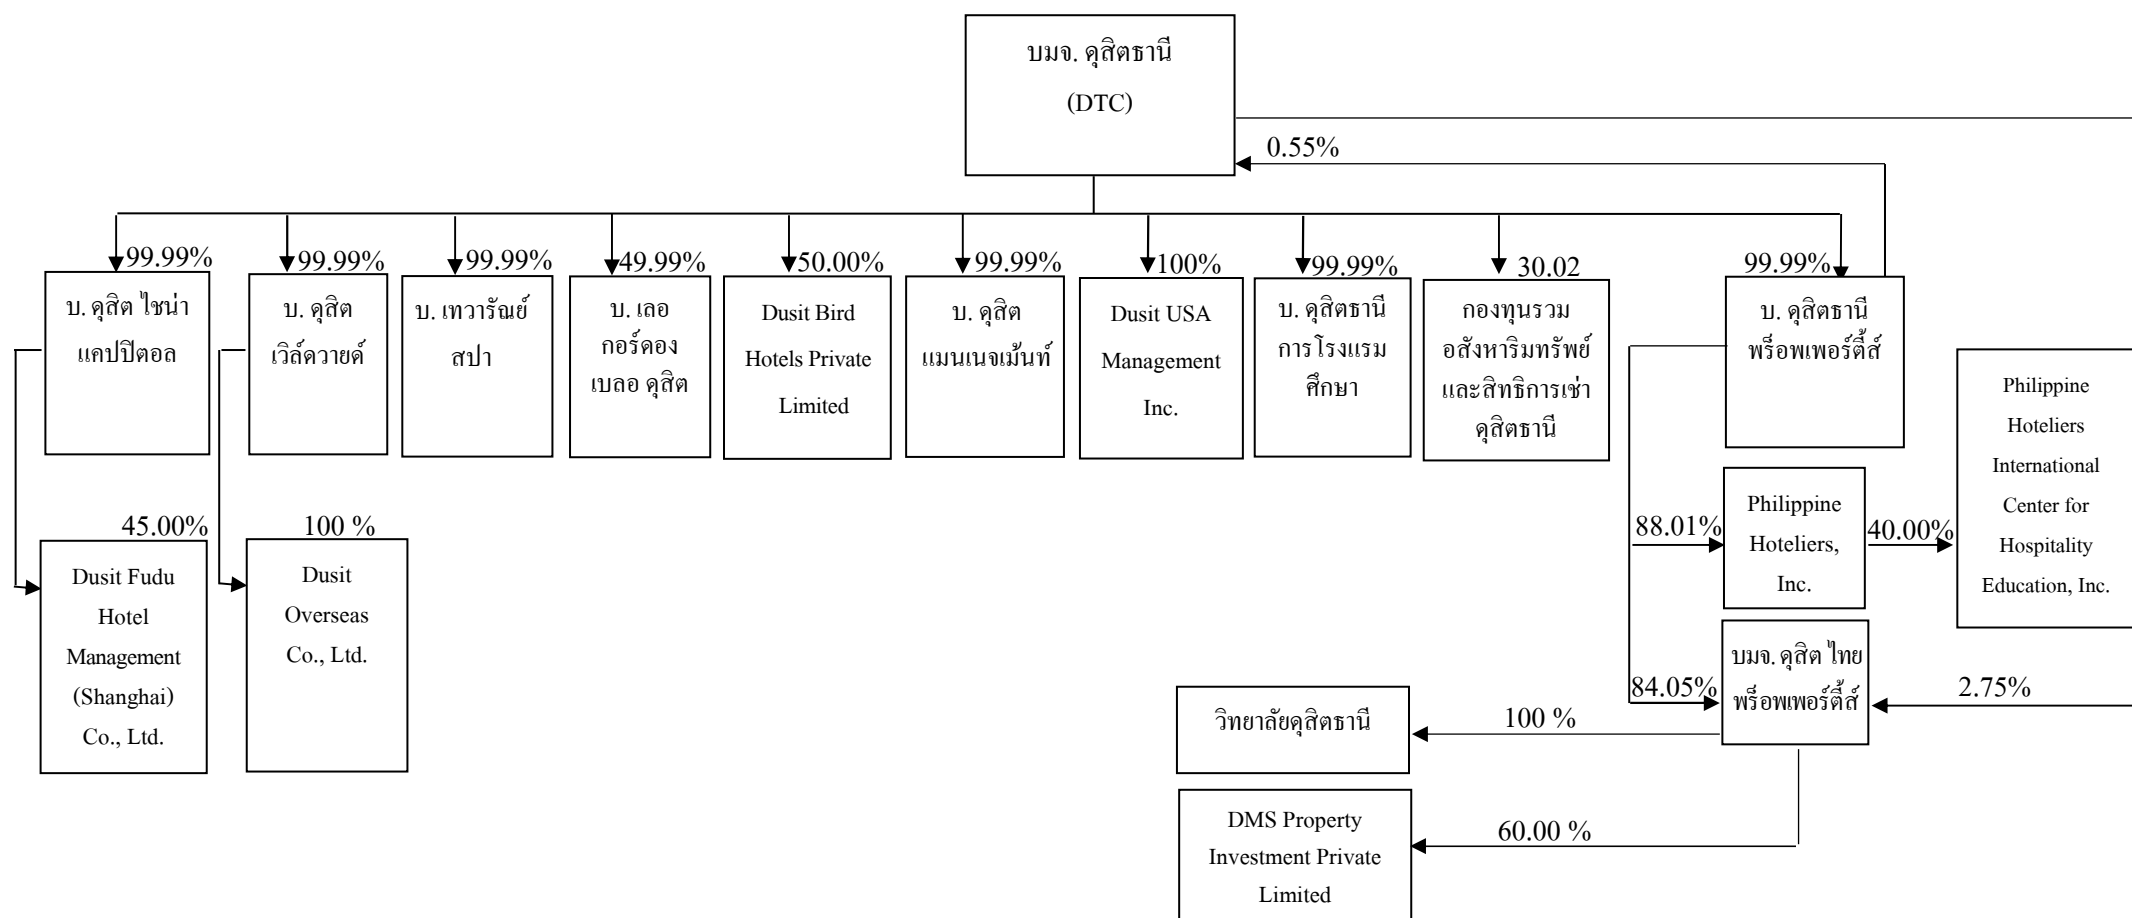 บมจ. ดุสิตธานี
(DTC)
0.55%
99.99%
99.99%
99.99%
49.99%
50.00%
99.99%
100%
99.99%
30.02
99.99%
บ. ดุสิต ไชน่า
แคปปิตอล
บ. ดุสิต
เวิล์ดวายด์
บ. เทวารัณย์
สปา
บ. เลอ
กอร์ดอง
เบลอ ดุสิต
Dusit Bird
Hotels Private
Limited
บ. ดุสิต
แมนเนจเม้นท์
Dusit USA
Management
Inc.
บ. ดุสิตธานี
การโรงแรม
ศึกษา
กองทุนรวม
อสังหาริมทรัพย์
และสิทธิการเช่า
ดุสิตธานี
บ. ดุสิตธานี
พร็อพเพอร์ตี้ส์
Philippine
Hoteliers
International
Center for
Hospitality
Education, Inc.
45.00%
100 %
88.01%
Philippine
Hoteliers,
Inc.
40.00%
Dusit Fudu
Hotel
Management
(Shanghai)
Co., Ltd.
Dusit
Overseas
Co., Ltd.
84.05%
บมจ. ดุสิต ไทย
พร็อพเพอร์ตี้ส์
2.75%
วิทยาลัยดุสิตธานี
100 %
DMS Property
Investment Private
Limited
60.00 %